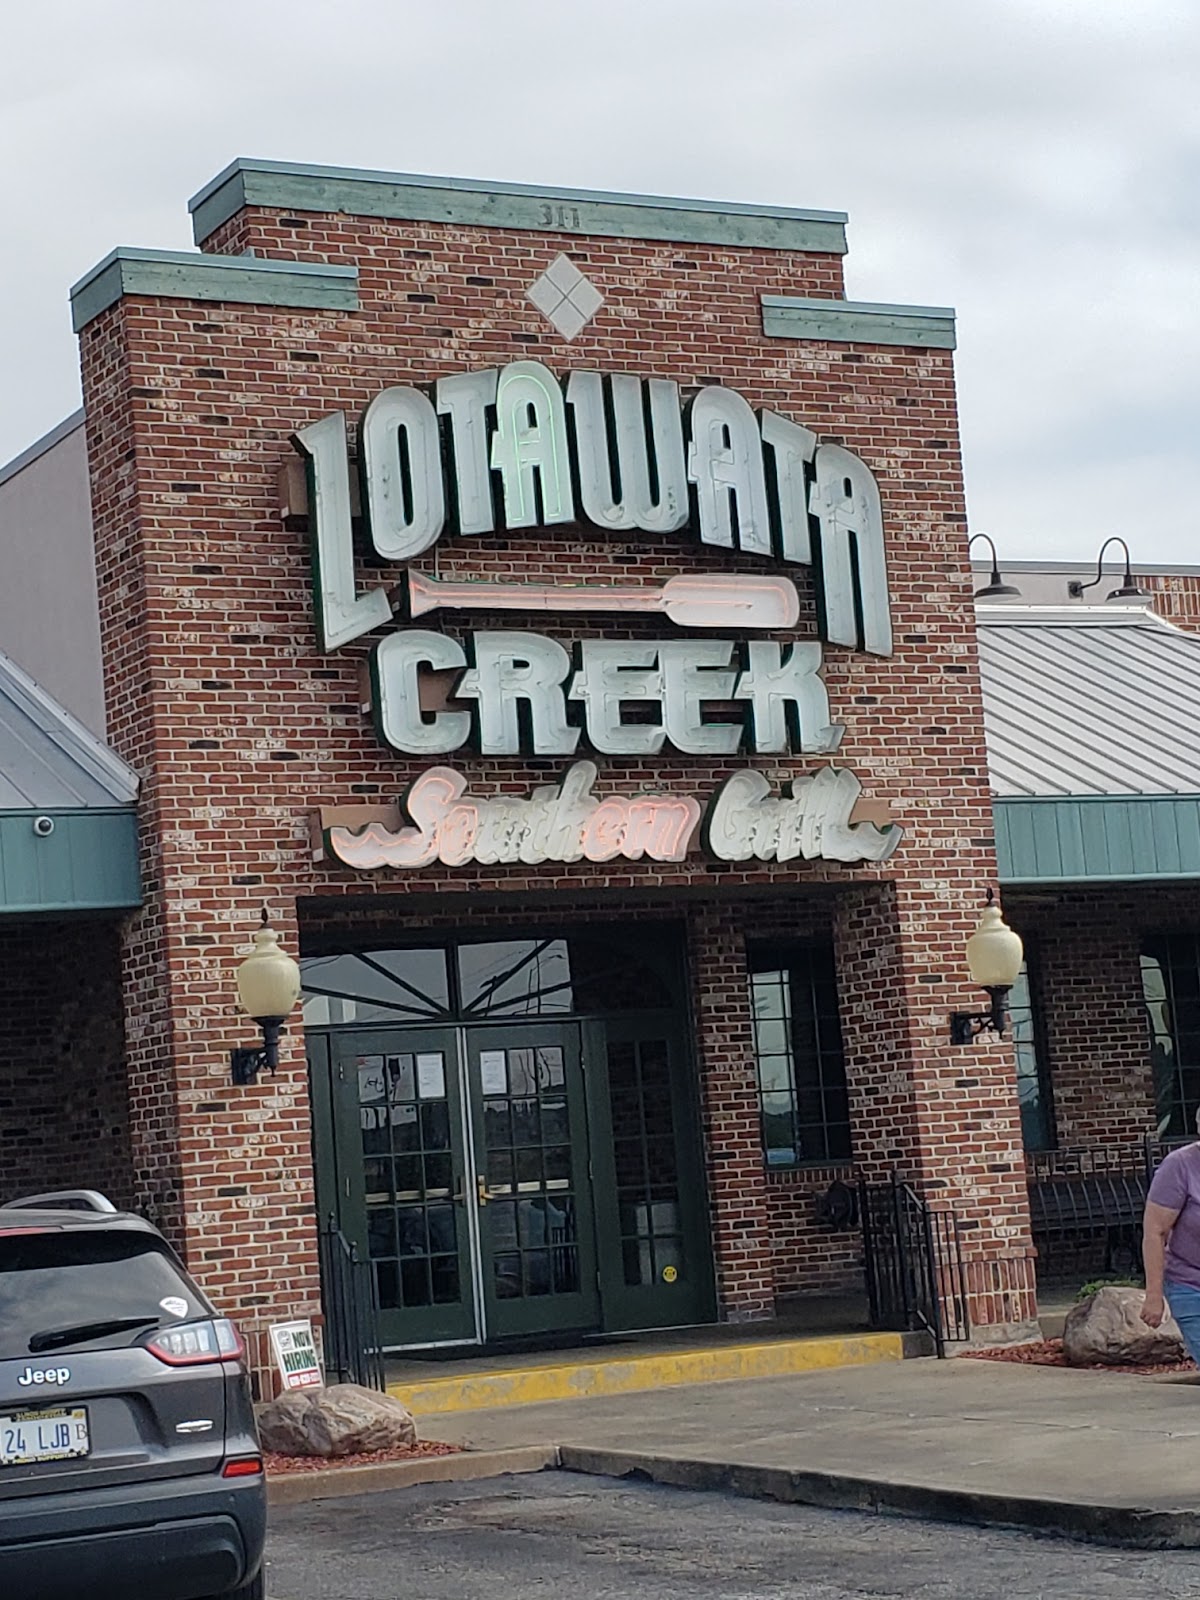 311
LOTAWATA
CREEK
Southern Grill
NOW
HIRING
Jeep
24 LJB B